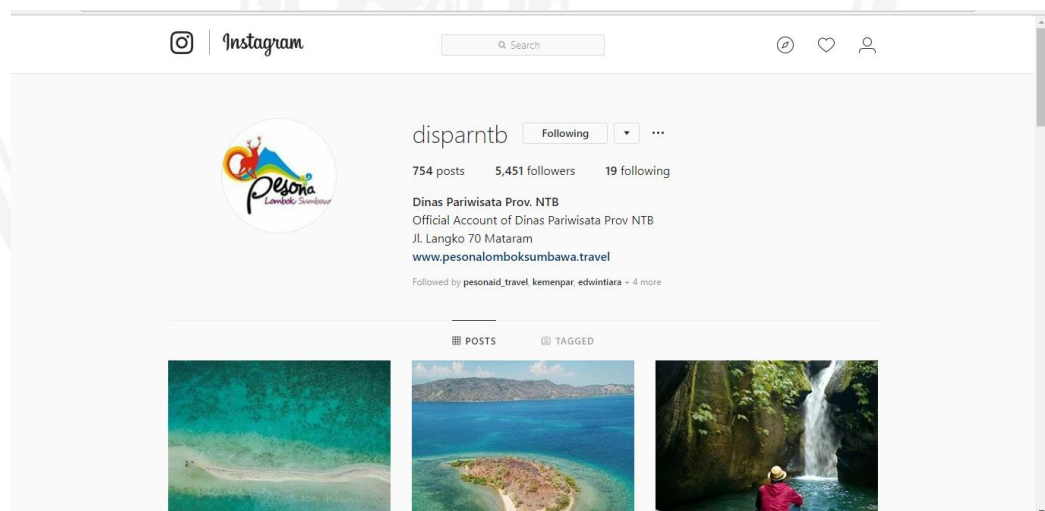 Instagram
Search
disparntb Following
754 posts 5,451 followers 19 following
Dinas Pariwisata Prov. NTB
Official Account of Dinas Pariwisata Prov NTB
Jl. Langko 70 Mataram
www.pesonalomboksumbawa.travel
Followed by pesonaid_travel, kemenpar, edwintiara + 4 more
Pesona
Lombok Sumbawa
POSTS TAGGED